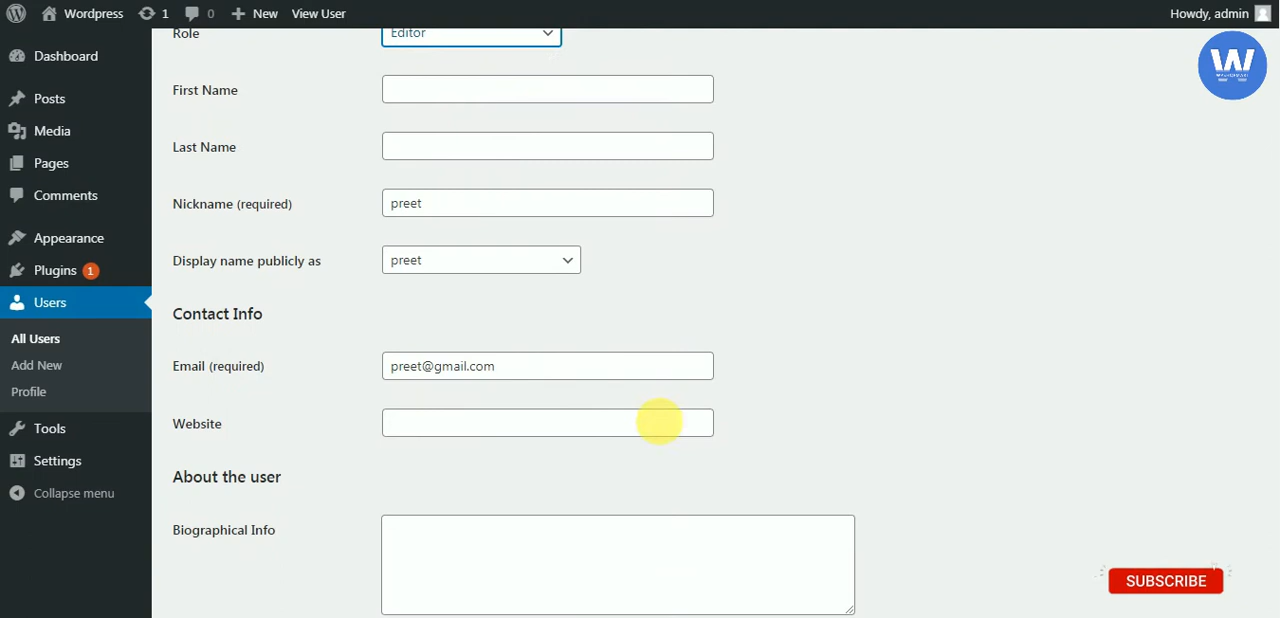 Wordpress 1 0 New View User Howdy, admin
Dashboard
Posts
Media
Pages
Comments
Appearance
Plugins 1
Users
All Users
Add New
Profile
Tools
Settings
Collapse menu
Role Editor
First Name
Last Name
Nickname (required) preet
Display name publicly as preet
Contact Info
Email (required) preet@gmail.com
Website
About the user
Biographical Info
W
SUBSCRIBE